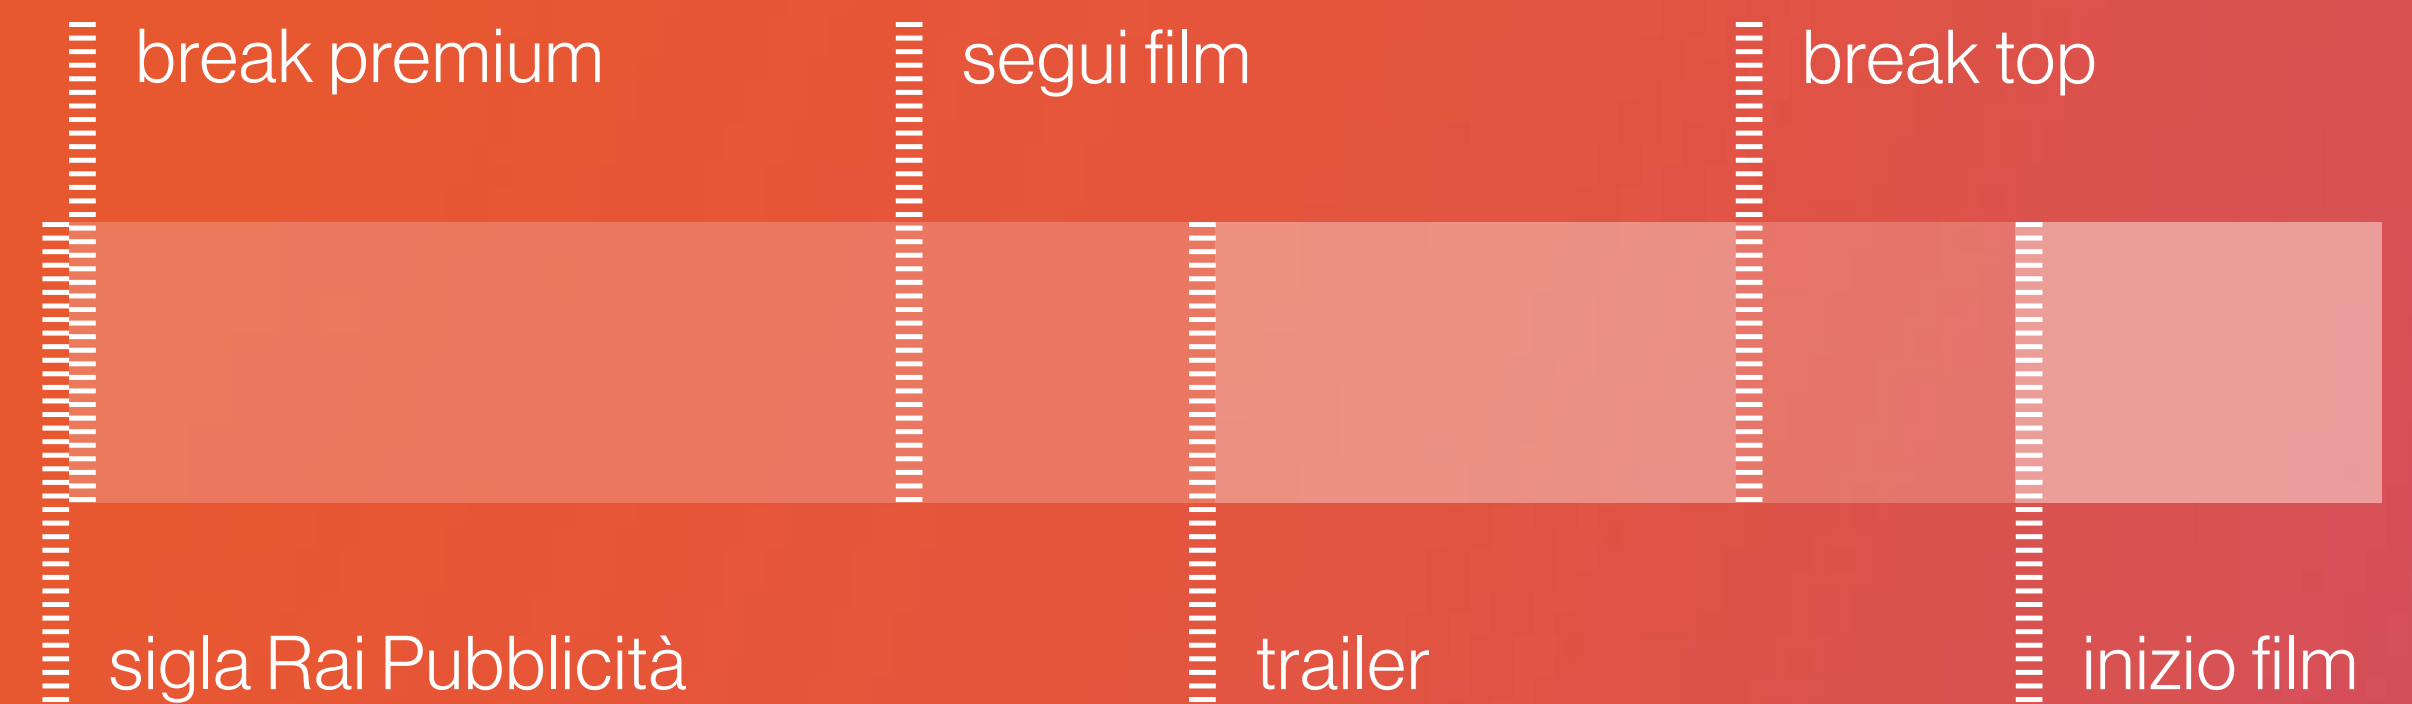 break premium
segui film
break top
sigla Rai Pubblicità
trailer
inizio film